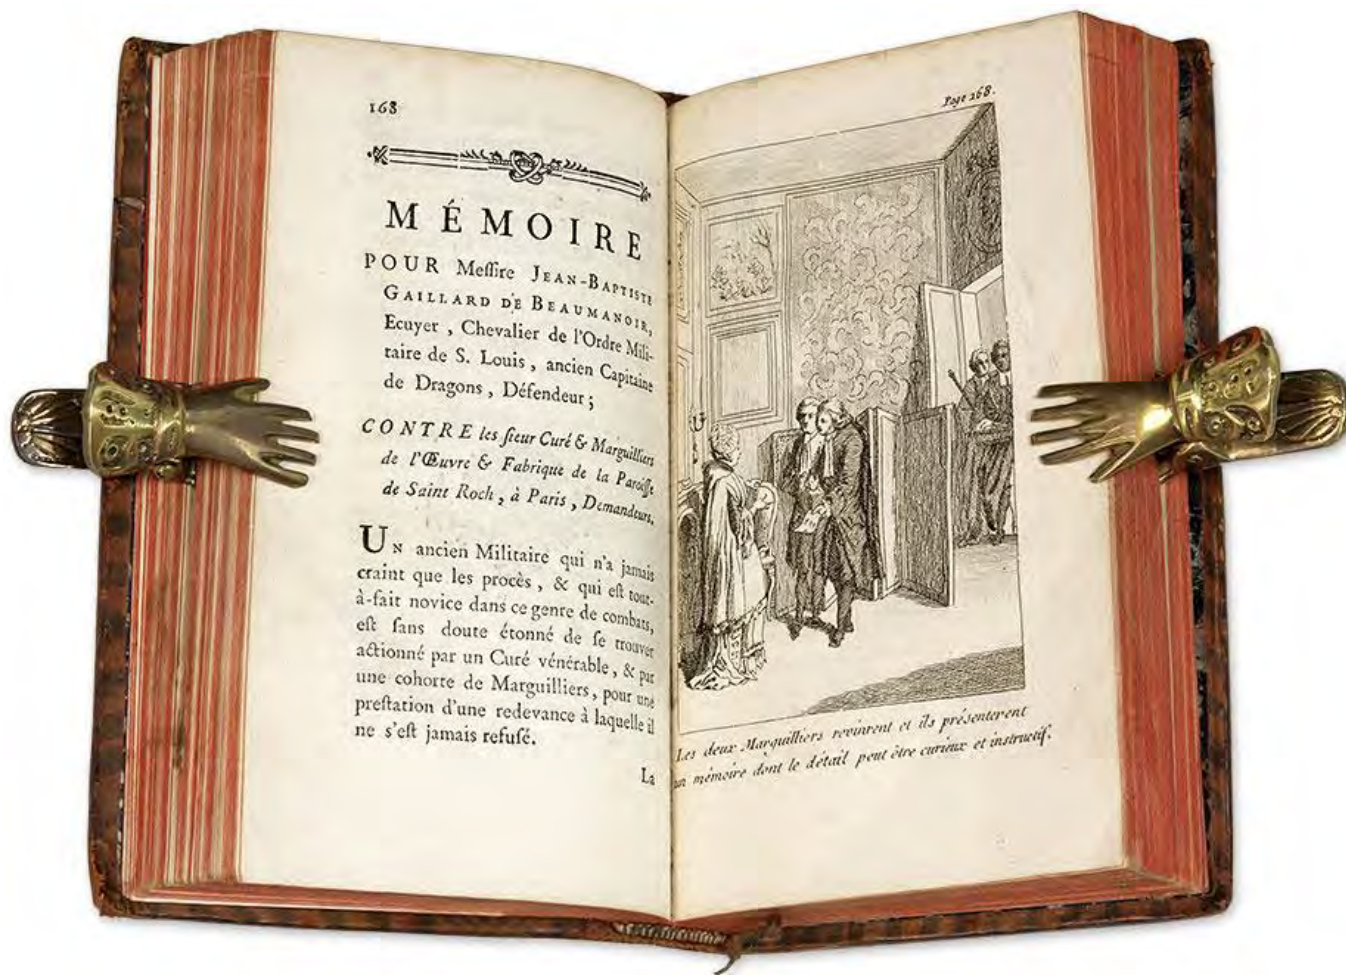 168
MÉMOIRE
POUR Meſſire JEAN-BAPTISTE
GAILLARD DE BEAUMANOIR,
Ecuyer, Chevalier de l'Ordre Mili-
taire de S. Louis, ancien Capitaine
de Dragons, Défendeur;
CONTRE les ſieur Curé & Marguilliers
de l'Œuvre & Fabrique de la Paroiſſe
de Saint Roch, à Paris, Demandeurs.
UN ancien Militaire qui n'a jamais
craint que les procès, & qui eſt tout-
à-fait novice dans ce genre de combats,
eſt ſans doute étonné de ſe trouver
actionné par un Curé vénérable, & par
une cohorte de Marguilliers, pour une
preſtation d'une redevance à laquelle il
ne s'eſt jamais refuſé.
La
Page 168.
Les deux Marguilliers revinrent et ils présenterent
un mémoire dont le détail peut être curieux et instructif.